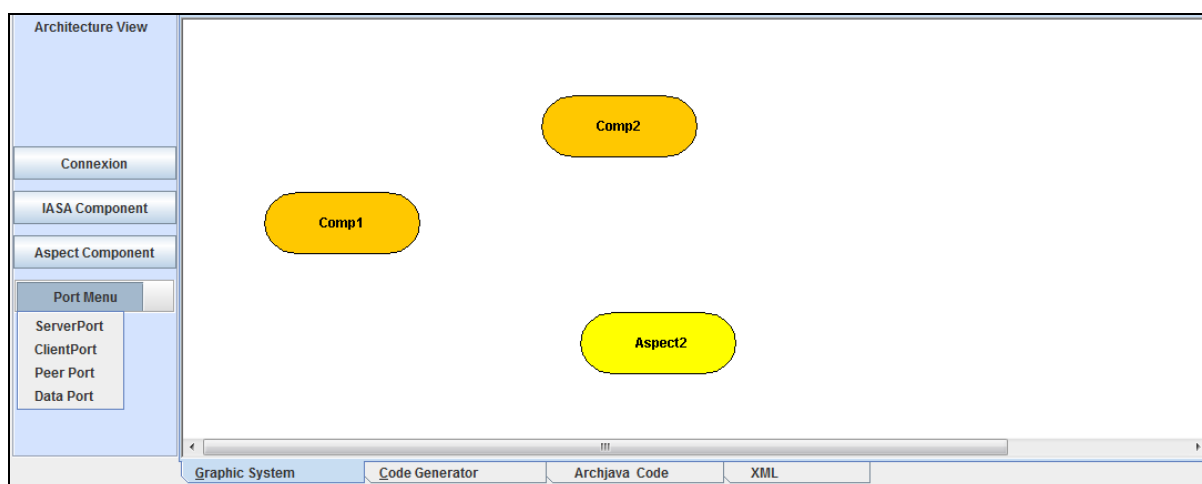 Architecture View
Connexion
IASA Component
Aspect Component
Port Menu
ServerPort
ClientPort
Peer Port
Data Port
Comp2
Comp1
Aspect2
Graphic System
Code Generator
Archjava Code
XML